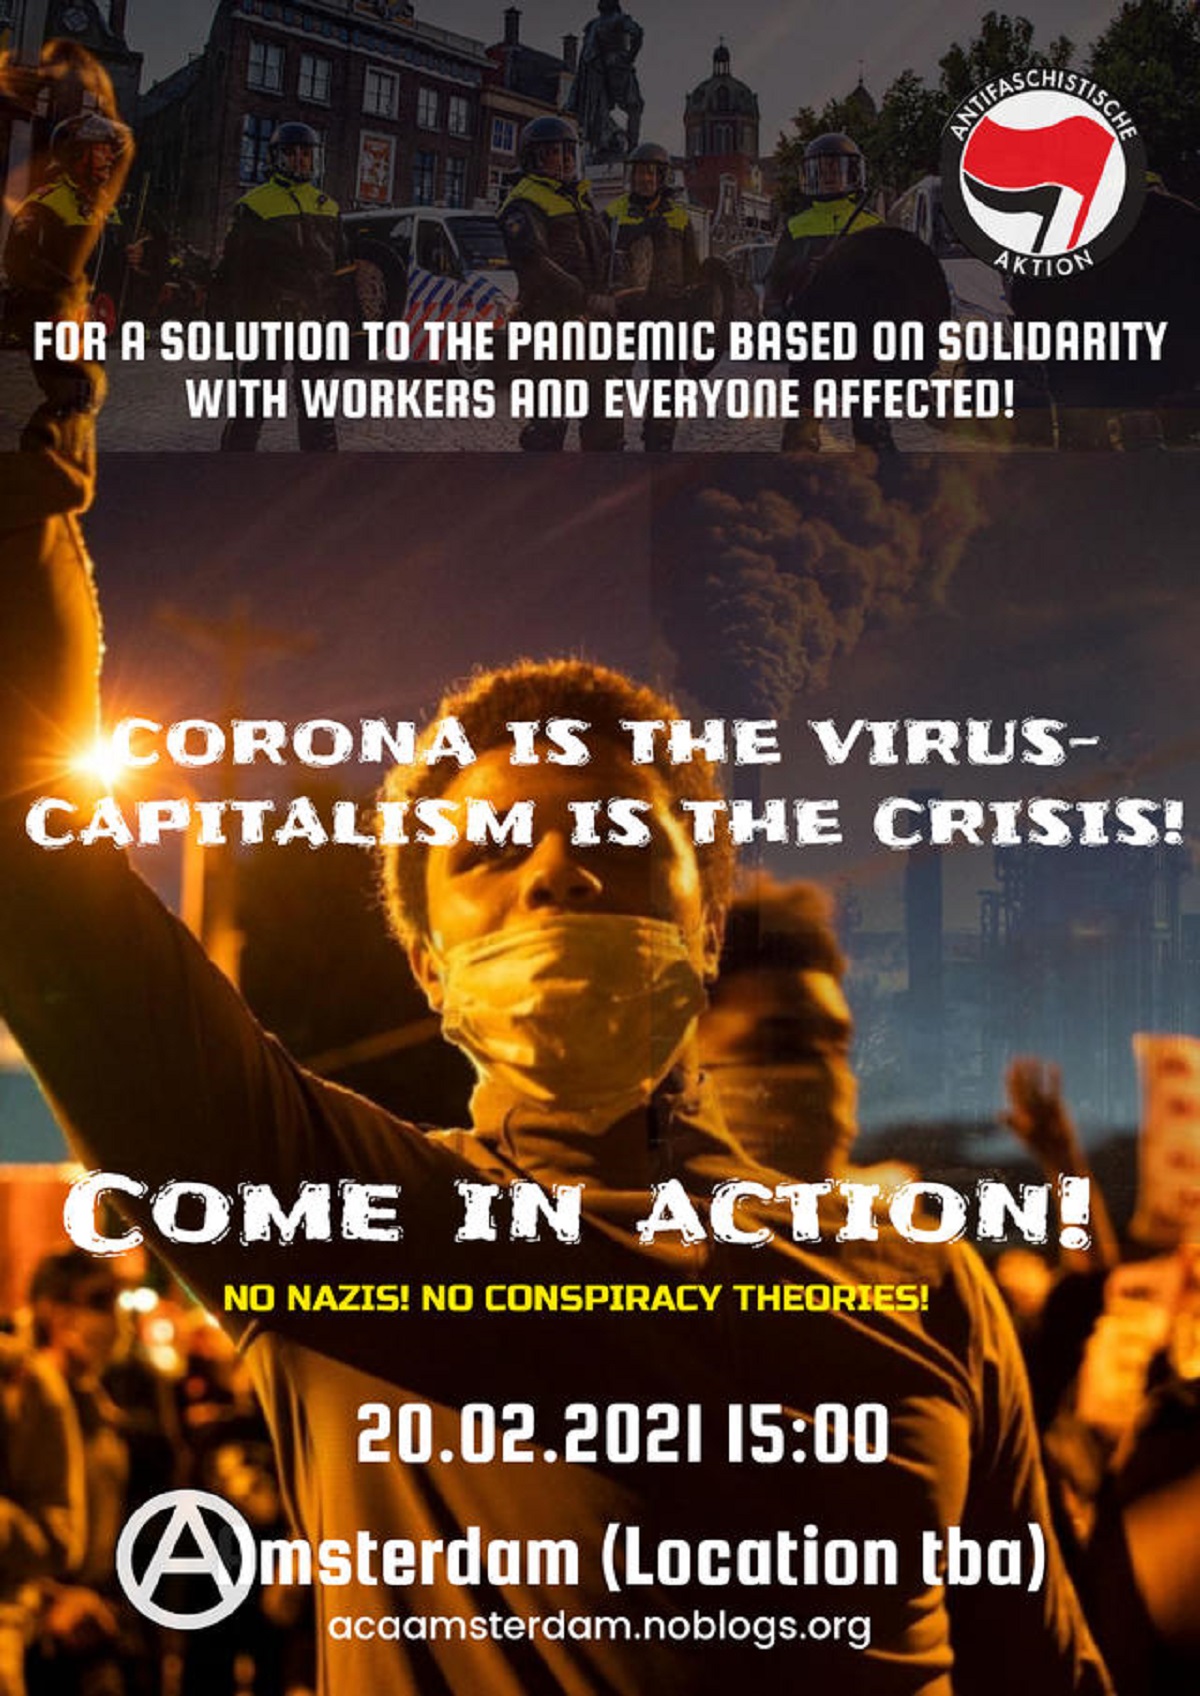 ANTIFASCHISTISCHE
AKTION
FOR A SOLUTION TO THE PANDEMIC BASED ON SOLIDARITY
WITH WORKERS AND EVERYONE AFFECTED!
CORONA IS THE VIRUS-
CAPITALISM IS THE CRISIS!
COME IN ACTION!
NO NAZIS! NO CONSPIRACY THEORIES!
20.02.2021 15:00
Amsterdam (Location tba)
acaamsterdam.noblogs.org